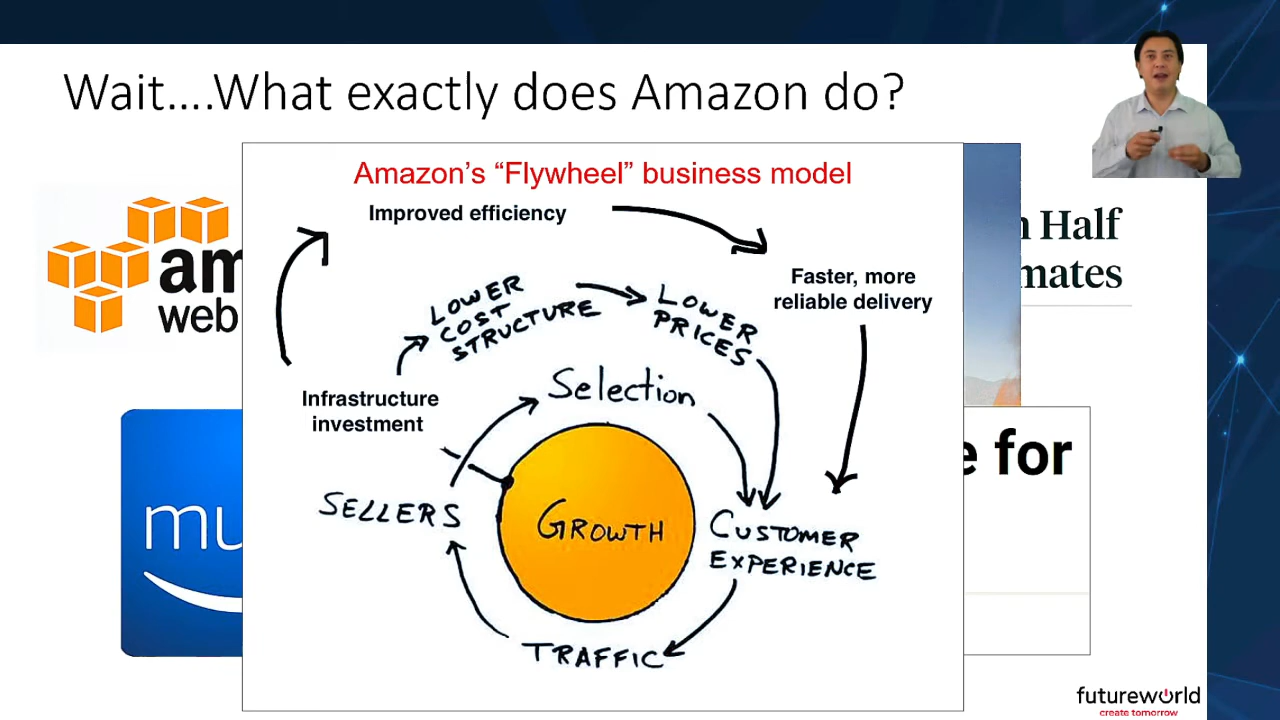 Wait….What exactly does Amazon do?
Amazon’s “Flywheel” business model
Improved efficiency
Faster, more
reliable delivery
LOWER
COST
STRUCTURE
LOWER
PRICES
Selection
Infrastructure
investment
SELLERS
GROWTH
CUSTOMER
EXPERIENCE
TRAFFIC
am
web
n Half
mates
mu
e for
futureworld
create tomorrow